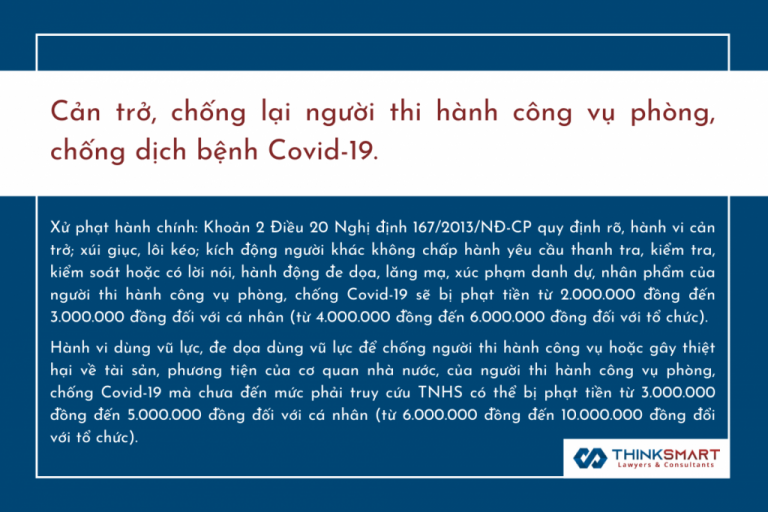 Cản trở, chống lại người thi hành công vụ phòng,
chống dịch bệnh Covid-19.
Xử phạt hành chính: Khoản 2 Điều 20 Nghị định 167/2013/NĐ-CP quy định rõ, hành vi cản
trở; xúi giục, lôi kéo; kích động người khác không chấp hành yêu cầu thanh tra, kiểm tra,
kiểm soát hoặc có lời nói, hành động đe dọa, lăng mạ, xúc phạm danh dự, nhân phẩm của
người thi hành công vụ phòng, chống Covid-19 sẽ bị phạt tiền từ 2.000.000 đồng đến
3.000.000 đồng đối với cá nhân (từ 4.000.000 đồng đến 6.000.000 đồng đối với tổ chức).
Hành vi dùng vũ lực, đe dọa dùng vũ lực để chống người thi hành công vụ hoặc gây thiệt
hại về tài sản, phương tiện của cơ quan nhà nước, của người thi hành công vụ phòng,
chống Covid-19 mà chưa đến mức phải truy cứu TNHS có thể bị phạt tiền từ 3.000.000
đồng đến 5.000.000 đồng đối với cá nhân (từ 6.000.000 đồng đến 10.000.000 đồng đối
với tổ chức).
THINKSMART
Lawyers & Consultants